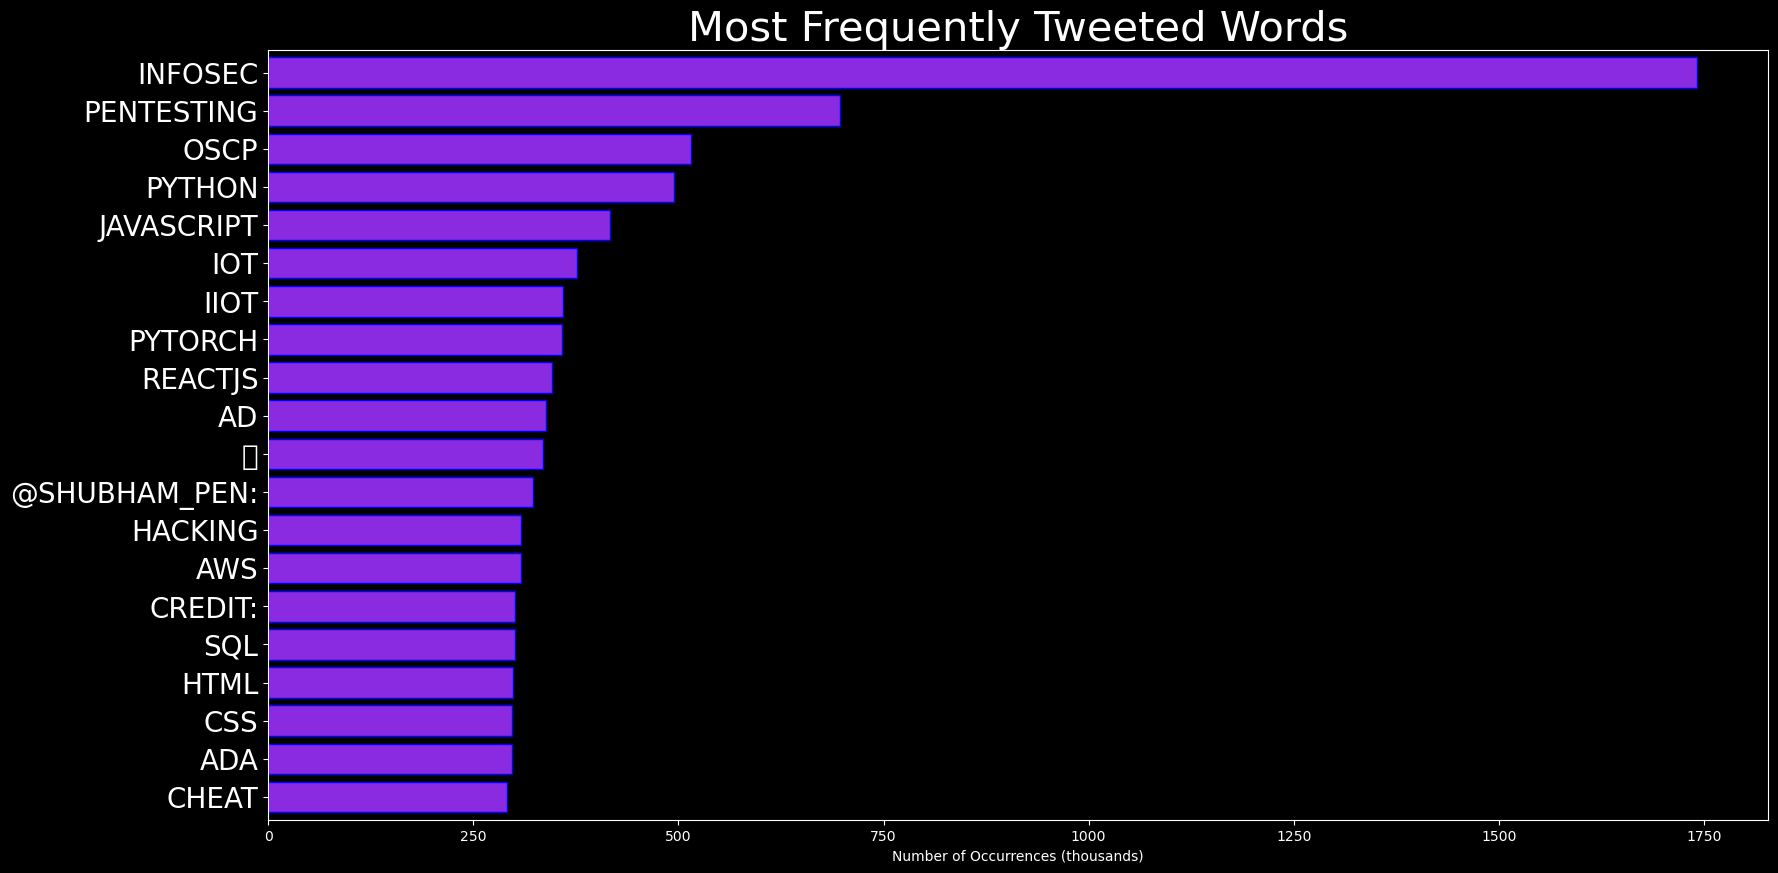 Most Frequently Tweeted Words
INFOSEC
PENTESTING
OSCP
PYTHON
JAVASCRIPT
IOT
IIOT
PYTORCH
REACTJS
AD
@SHUBHAM_PEN:
HACKING
AWS
CREDIT:
SQL
HTML
CSS
ADA
CHEAT
0 250 500 750 1000 1250 1500 1750
Number of Occurrences (thousands)